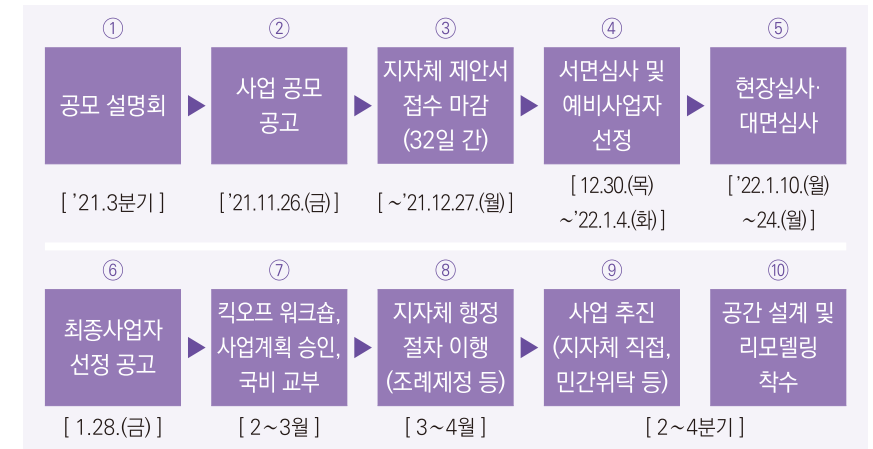 ① ② ③ ④ ⑤
공모 설명회
사업 공모
공고
지자체 제안서
접수 마감
(32일 간)
서면심사 및
예비사업자
선정
현장실사·
대면심사
[ ’21.3분기 ]
[ ’21.11.26.(금) ]
[ ~’21.12.27.(월) ]
[ 12.30.(목)
~’22.1.4.(화) ]
[ ’22.1.10.(월)
~24.(월) ]
⑥ ⑦ ⑧ ⑨ ⑩
최종사업자
선정 공고
킥오프 워크숍,
사업계획 승인,
국비 교부
지자체 행정
절차 이행
(조례제정 등)
사업 추진
(지자체 직접,
민간위탁 등)
공간 설계 및
리모델링
착수
[ 1.28.(금) ]
[ 2~3월 ]
[ 3~4월 ]
[ 2~4분기 ]